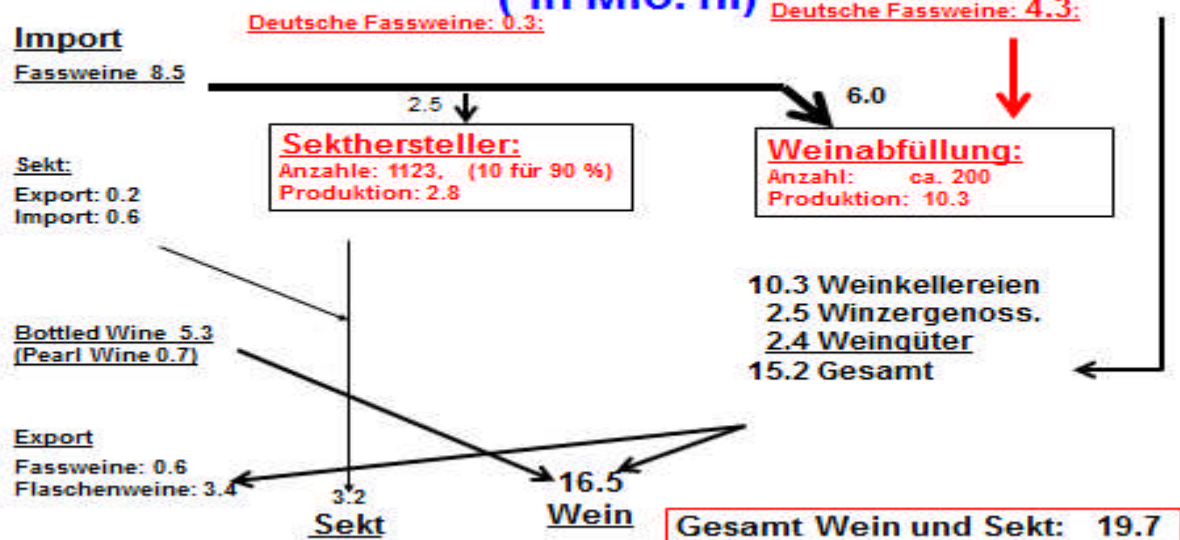 ( in Mio. hl)
Deutsche Fassweine: 0.3:
Deutsche Fassweine: 4.3:
Import
Fassweine 8.5
2.5
6.0
Sekthersteller:
Anzahle: 1123, (10 für 90 %)
Produktion: 2.8
Weinabfüllung:
Anzahl: ca. 200
Produktion: 10.3
Sekt:
Export: 0.2
Import: 0.6
10.3 Weinkellereien
2.5 Winzergenoss.
2.4 Weingüter
15.2 Gesamt
Bottled Wine 5.3
(Pearl Wine 0.7)
Export
Fassweine: 0.6
Flaschenweine: 3.4
3.2
Sekt
16.5
Wein
Gesamt Wein und Sekt: 19.7